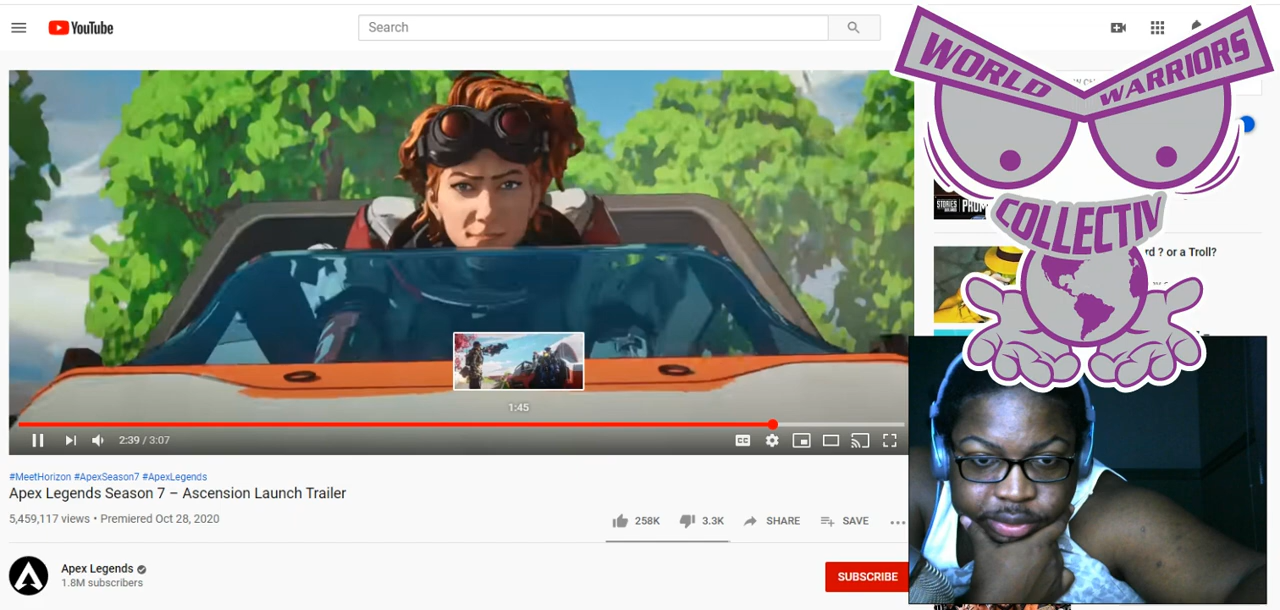 YouTube
Search
WORLD WARRIORS
COLLECTIV
STORIES
rd ? or a Troll?
1:45
2:39 / 3:07
CC
#MeetHorizon #ApexSeason7 #ApexLegends
Apex Legends Season 7 – Ascension Launch Trailer
5,459,117 views • Premiered Oct 28, 2020
258K
3.3K
SHARE
SAVE
Apex Legends
1.8M subscribers
SUBSCRIBE